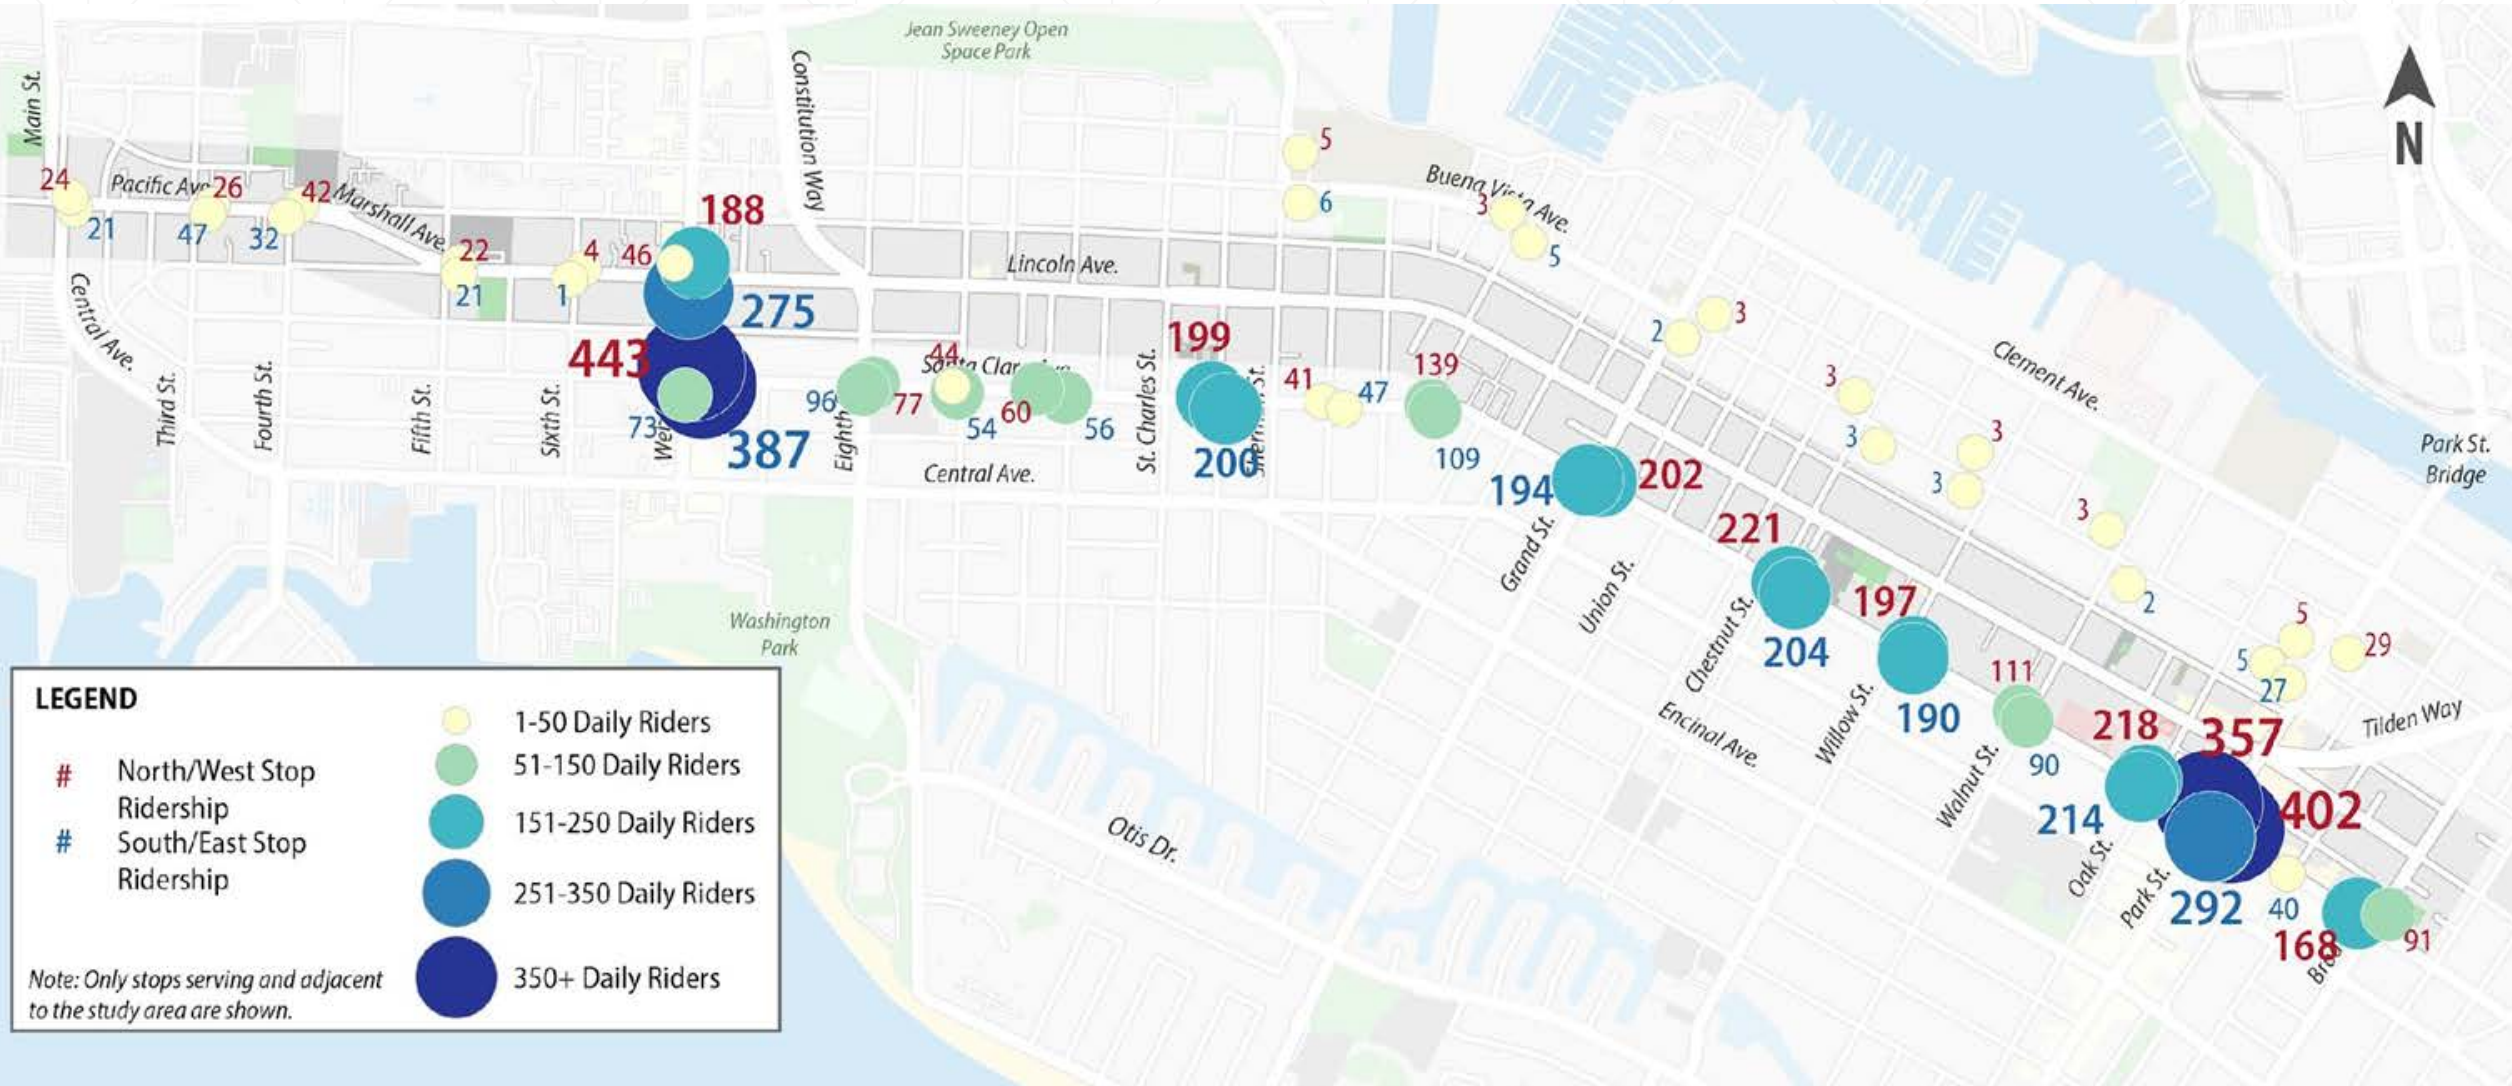 Jean Sweeney Open
Space Park
Main St.
Constitution Way
N
5
Buena Vista Ave.
24
Pacific Ave
26
42
Marshall Ave.
188
6
3
21
47
32
22
4
46
5
Lincoln Ave.
21
1
275
Central Ave.
3
2
199
443
44
139
Clement Ave.
Third St.
Fourth St.
Fifth St.
Sixth St.
73
387
96
Eighth
77
54
60
56
St. Charles St.
200
41
47
109
3
3
3
3
Park St.
Bridge
Central Ave.
194
202
3
Grand St.
221
Union St.
2
Washington
Park
Chestnut St.
197
204
5
29
5
27
Encinal Ave.
Willow St.
190
111
Tilden Way
218
357
Walnut St.
90
402
Otis Dr.
214
Oak St.
Park St.
292
40
168
91
LEGEND
# North/West Stop
Ridership
# South/East Stop
Ridership
1-50 Daily Riders
51-150 Daily Riders
151-250 Daily Riders
251-350 Daily Riders
350+ Daily Riders
Note: Only stops serving and adjacent
to the study area are shown.